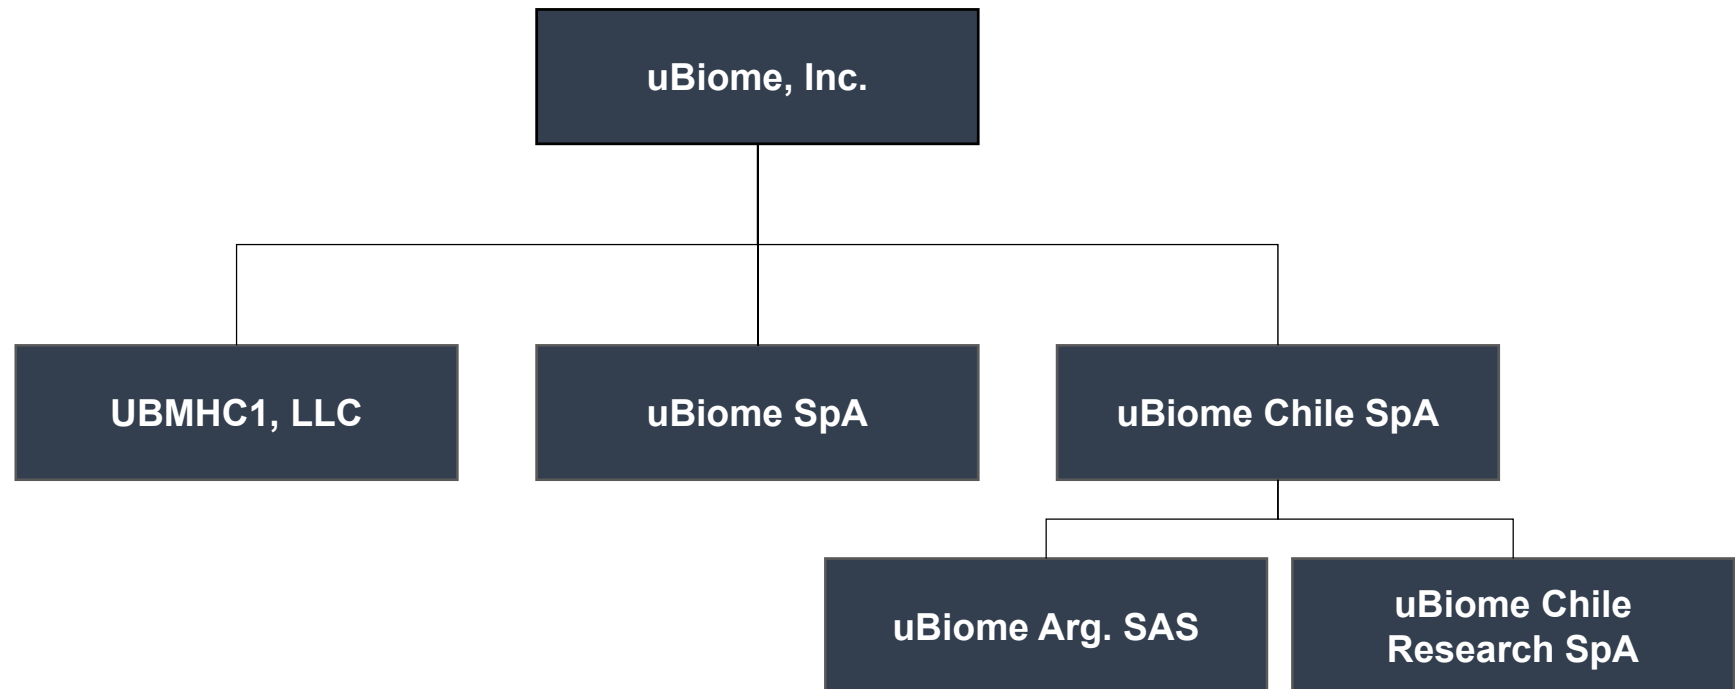 uBiome, Inc.
UBMHC1, LLC
uBiome SpA
uBiome Chile SpA
uBiome Arg. SAS
uBiome Chile
Research SpA